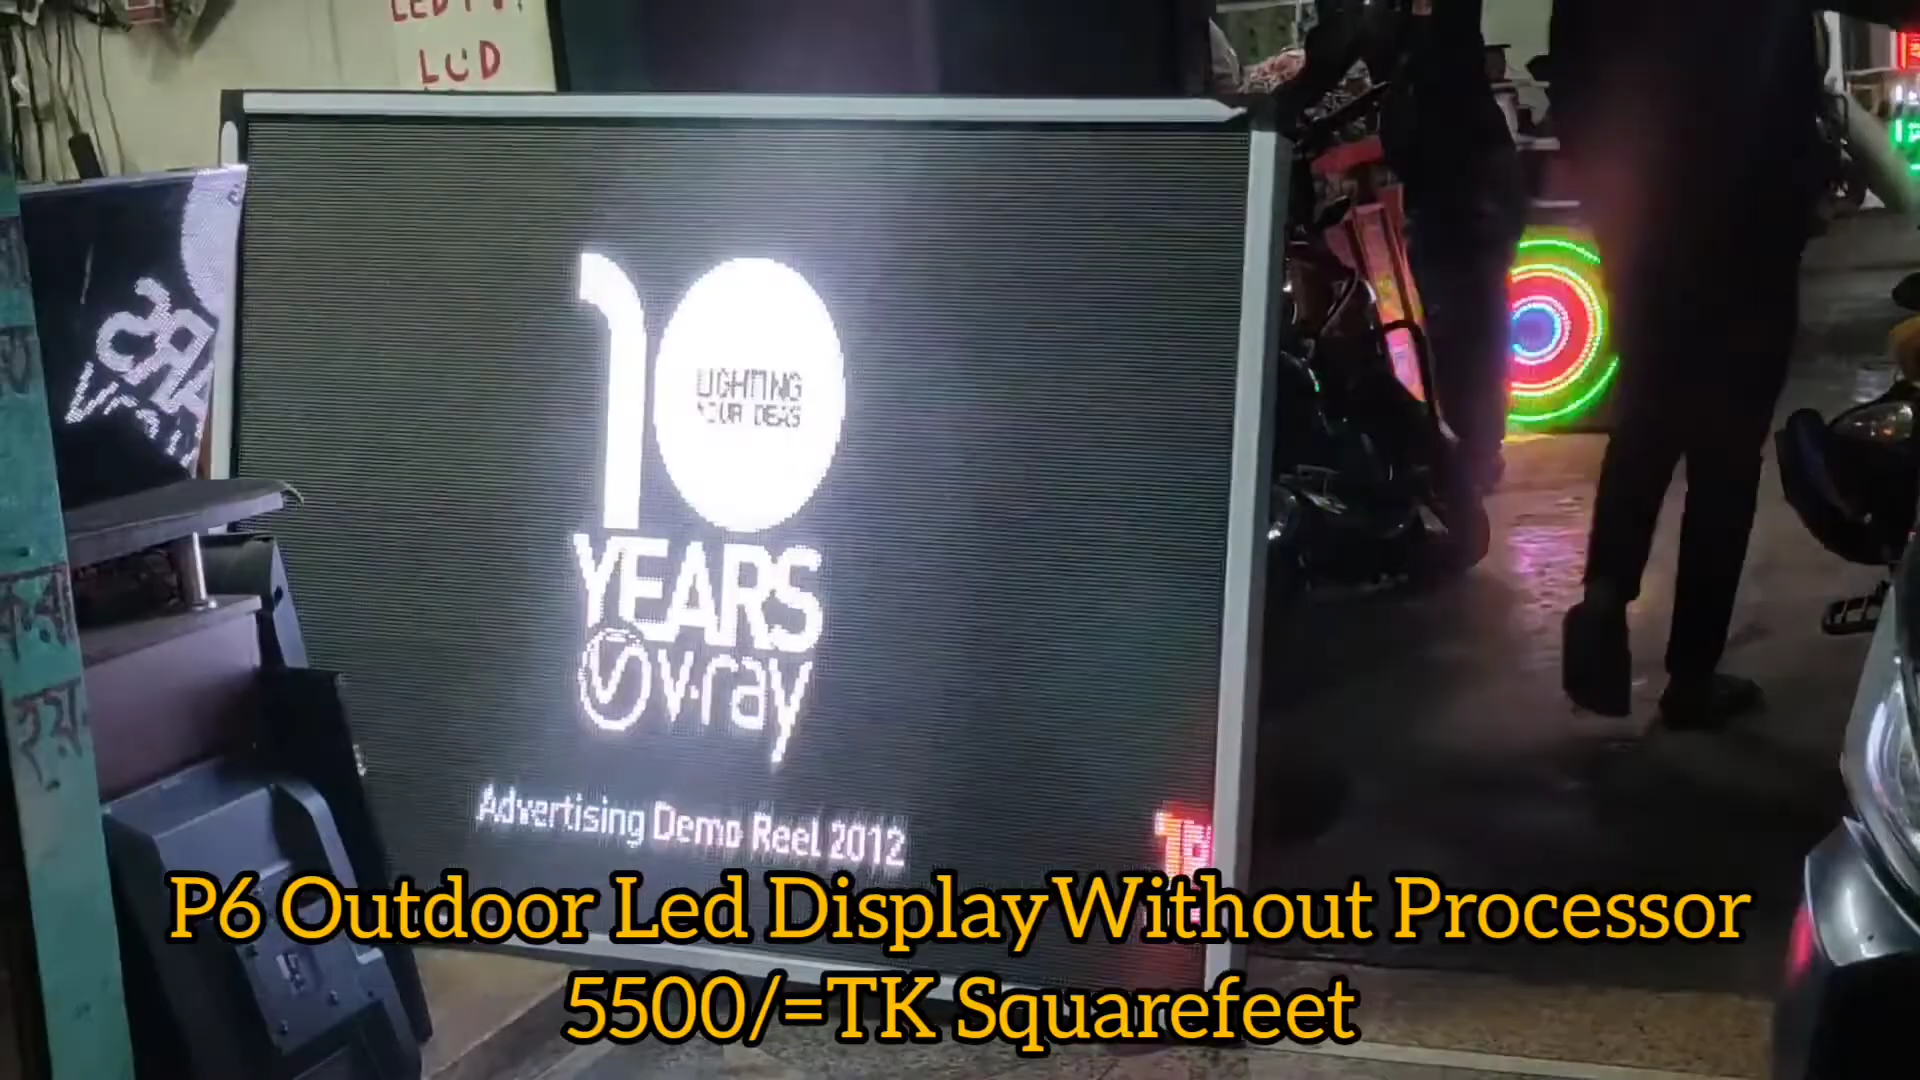 LCD
10
LIGHTING
YOUR IDEAS
YEARS
v-ray
Advertising Demo Reel 2012
P6 Outdoor Led Display Without Processor
5500/=TK Squarefeet